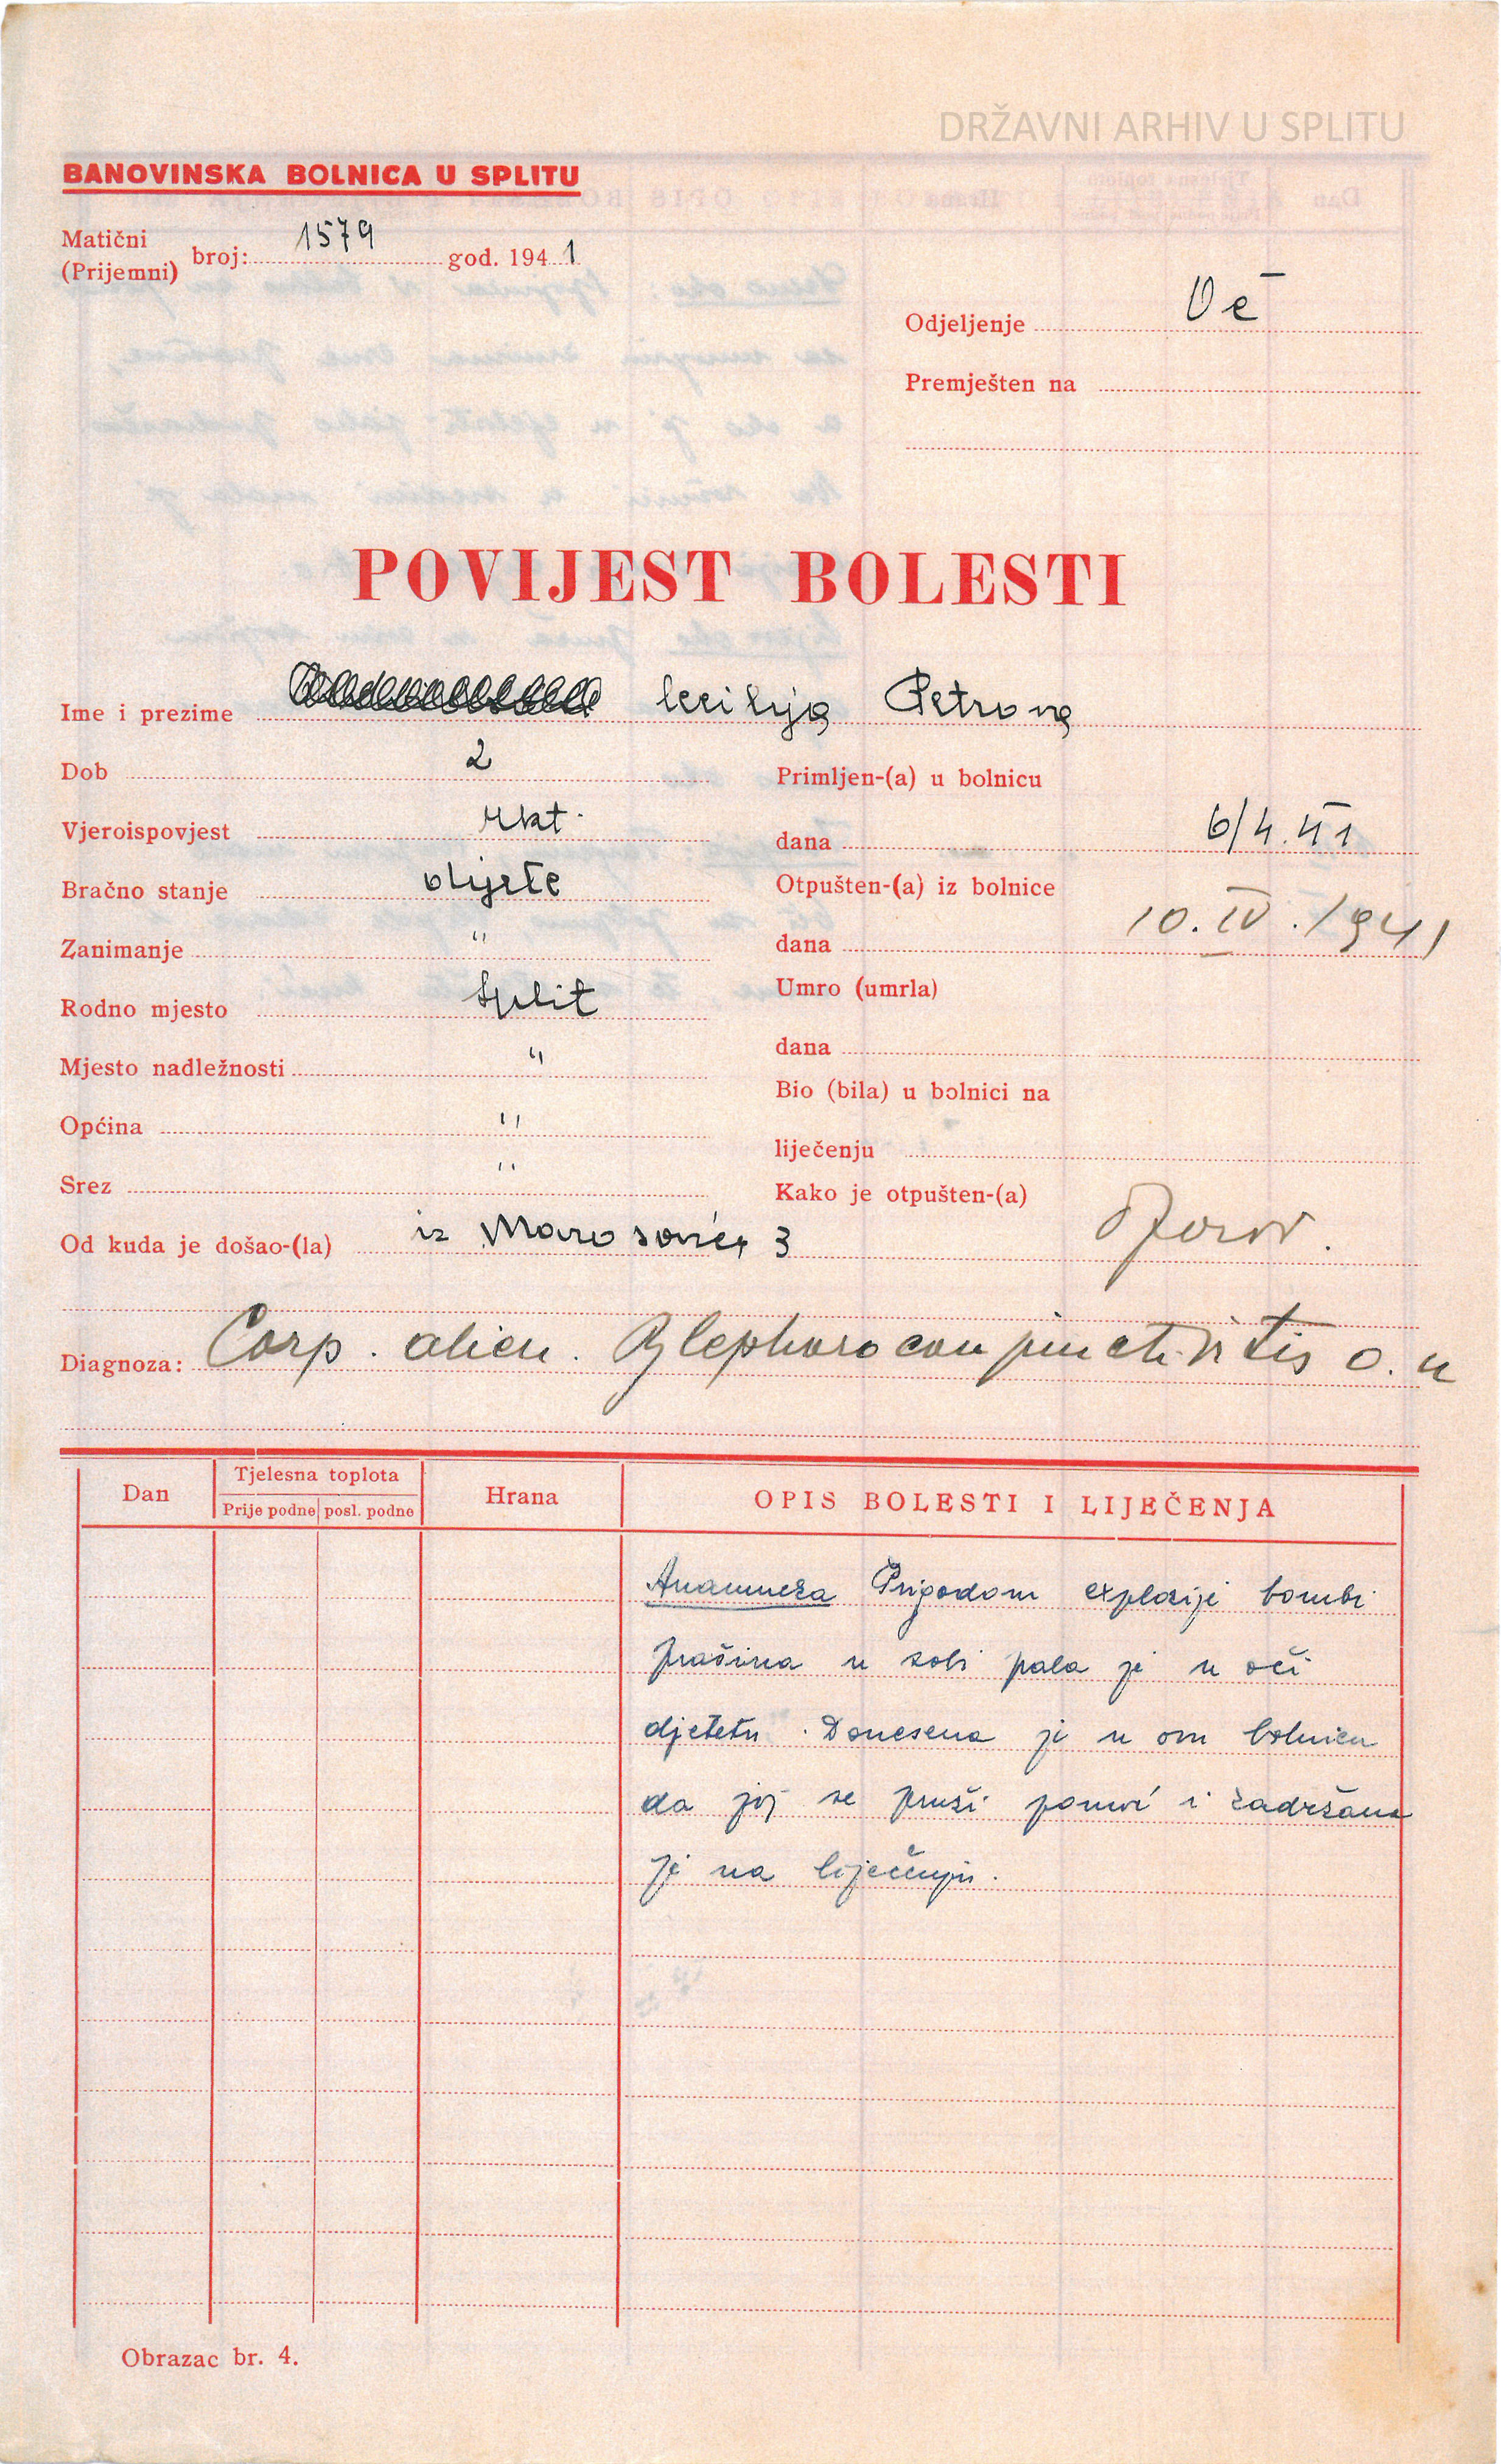 DRŽAVNI ARHIV U SPLITU
BANOVINSKA BOLNICA U SPLITU
Matični (Prijemni) broj: 1579 god. 1941
Odjeljenje Oč
Premješten na
POVIJEST BOLESTI
Ime i prezime Cecilija Petrova
Dob 2
Primljen-(a) u bolnicu
Vjeroispovjest rkt.
dana 6/4.41
Bračno stanje dijete
Otpušten-(a) iz bolnice
Zanimanje "
dana 10.IV.1941
Rodno mjesto Split
Umro (umrla)
Mjesto nadležnosti "
dana
Bio (bila) u bolnici na
Općina "
liječenju
Srez "
Kako je otpušten-(a)
Od kuda je došao-(la) iz 3
Diagnoza: Corp. alien. Blepharoconjunctivitis o. u
Dan
Tjelesna toplota
Prije podne posl. podne
Hrana
OPIS BOLESTI I LIJEČENJA
Anamneza Prigodom explozije bombi
prašina u sobi pala je u oči
djetetu. Donesena je u ovu bolnicu
da joj se pruži pomoć i zadržana
je na liječenju.
Obrazac br. 4.